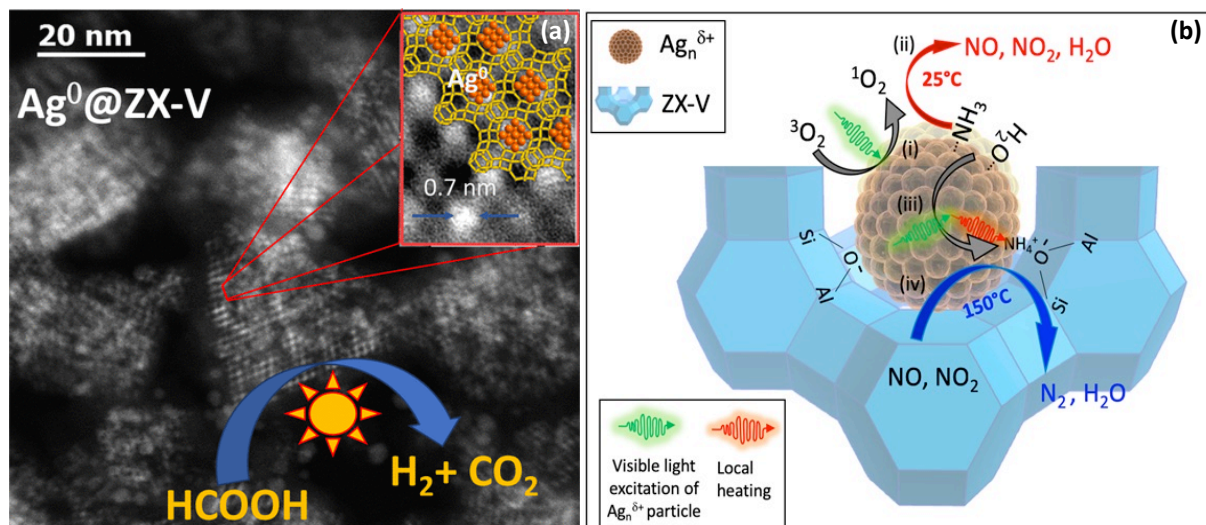 20 nm
Ag⁰@ZX-V
(a)
Ag⁰
0.7 nm
HCOOH
H₂+ CO₂
(b)
Agₙᵟ⁺
ZX-V
(ii)
NO, NO₂, H₂O
25°C
¹O₂
³O₂
(i)
NH₃
H₂O
(iii)
NH₄⁺
Si
O⁻
Al
O⁻
Al
Si
(iv)
150°C
NO, NO₂
N₂, H₂O
Visible light
excitation of
Agₙᵟ⁺ particle
Local
heating